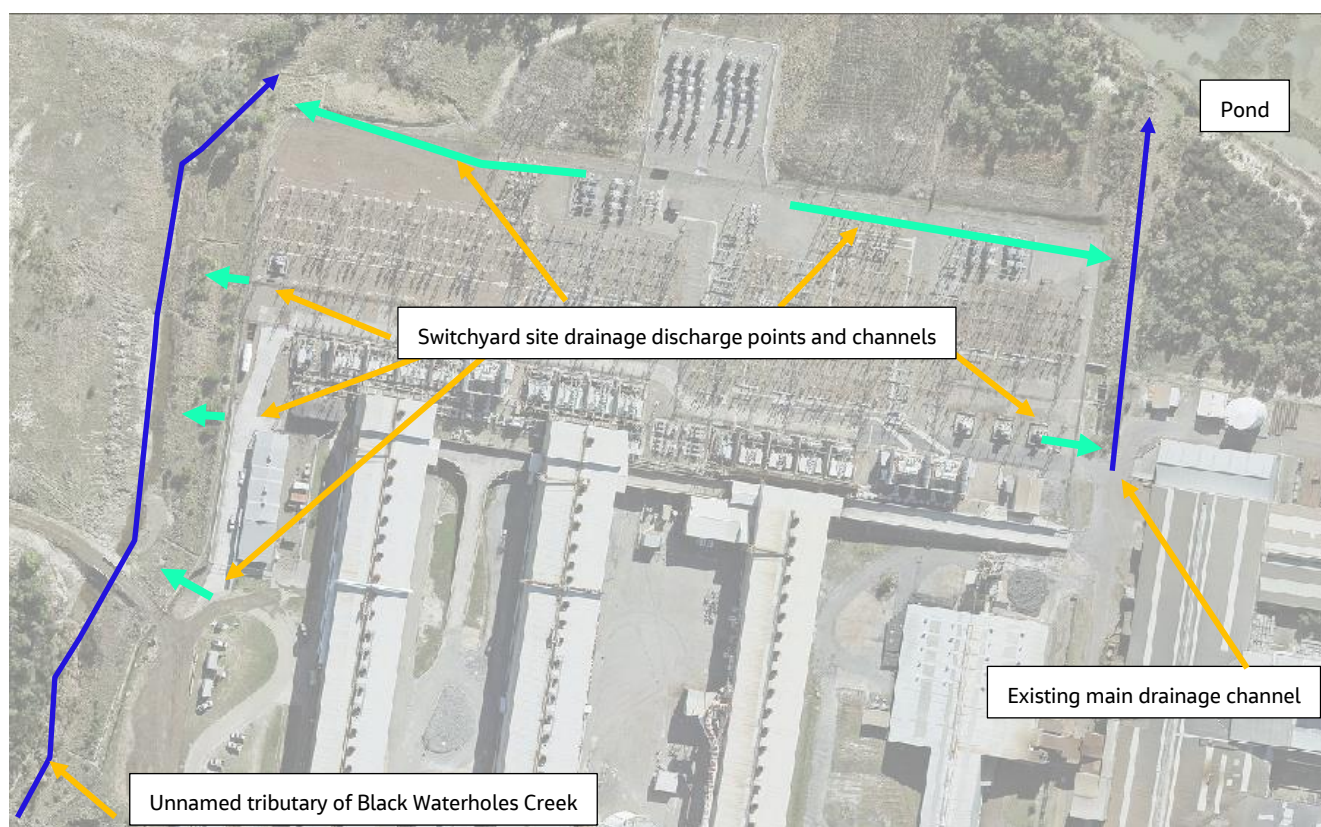 Pond
Switchyard site drainage discharge points and channels
Existing main drainage channel
Unnamed tributary of Black Waterholes Creek